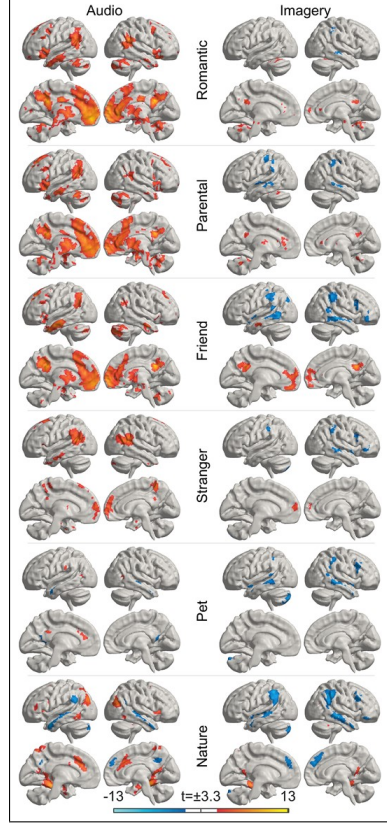 Audio
Imagery
Romantic
Parental
Friend
Stranger
Pet
Nature
-13 t=±3.3 13